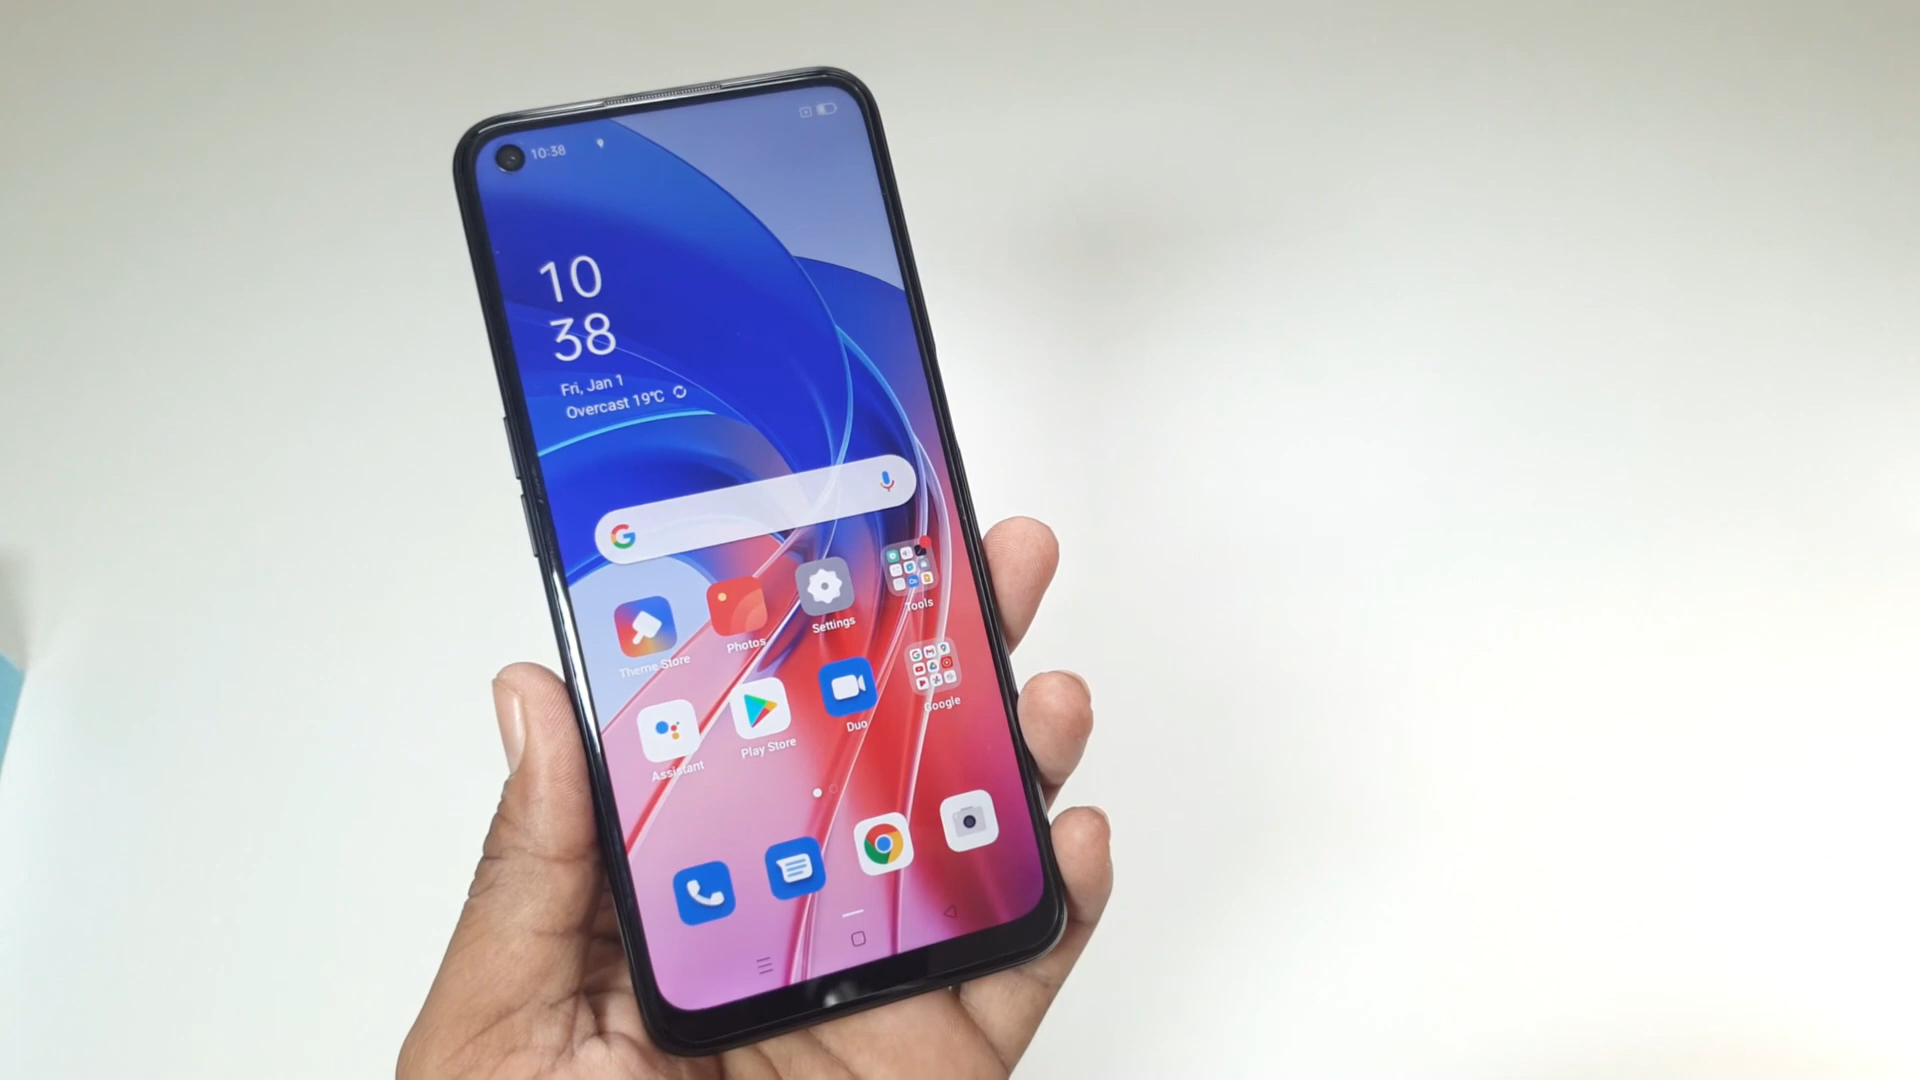 10:38
10
38
Fri, Jan 1
Overcast 19℃
G
Theme Store
Photos
Settings
Tools
Assistant
Play Store
Duo
Google